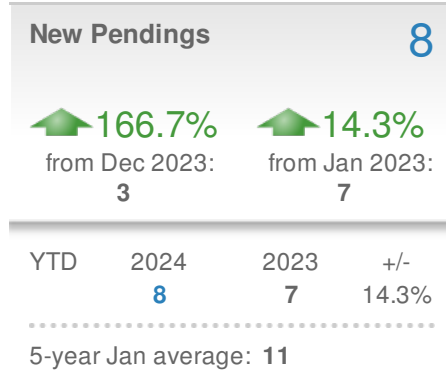 New Pendings 8
166.7% 14.3%
from Dec 2023: from Jan 2023:
3 7
YTD 2024 2023 +/-
8 7 14.3%
5-year Jan average: 11